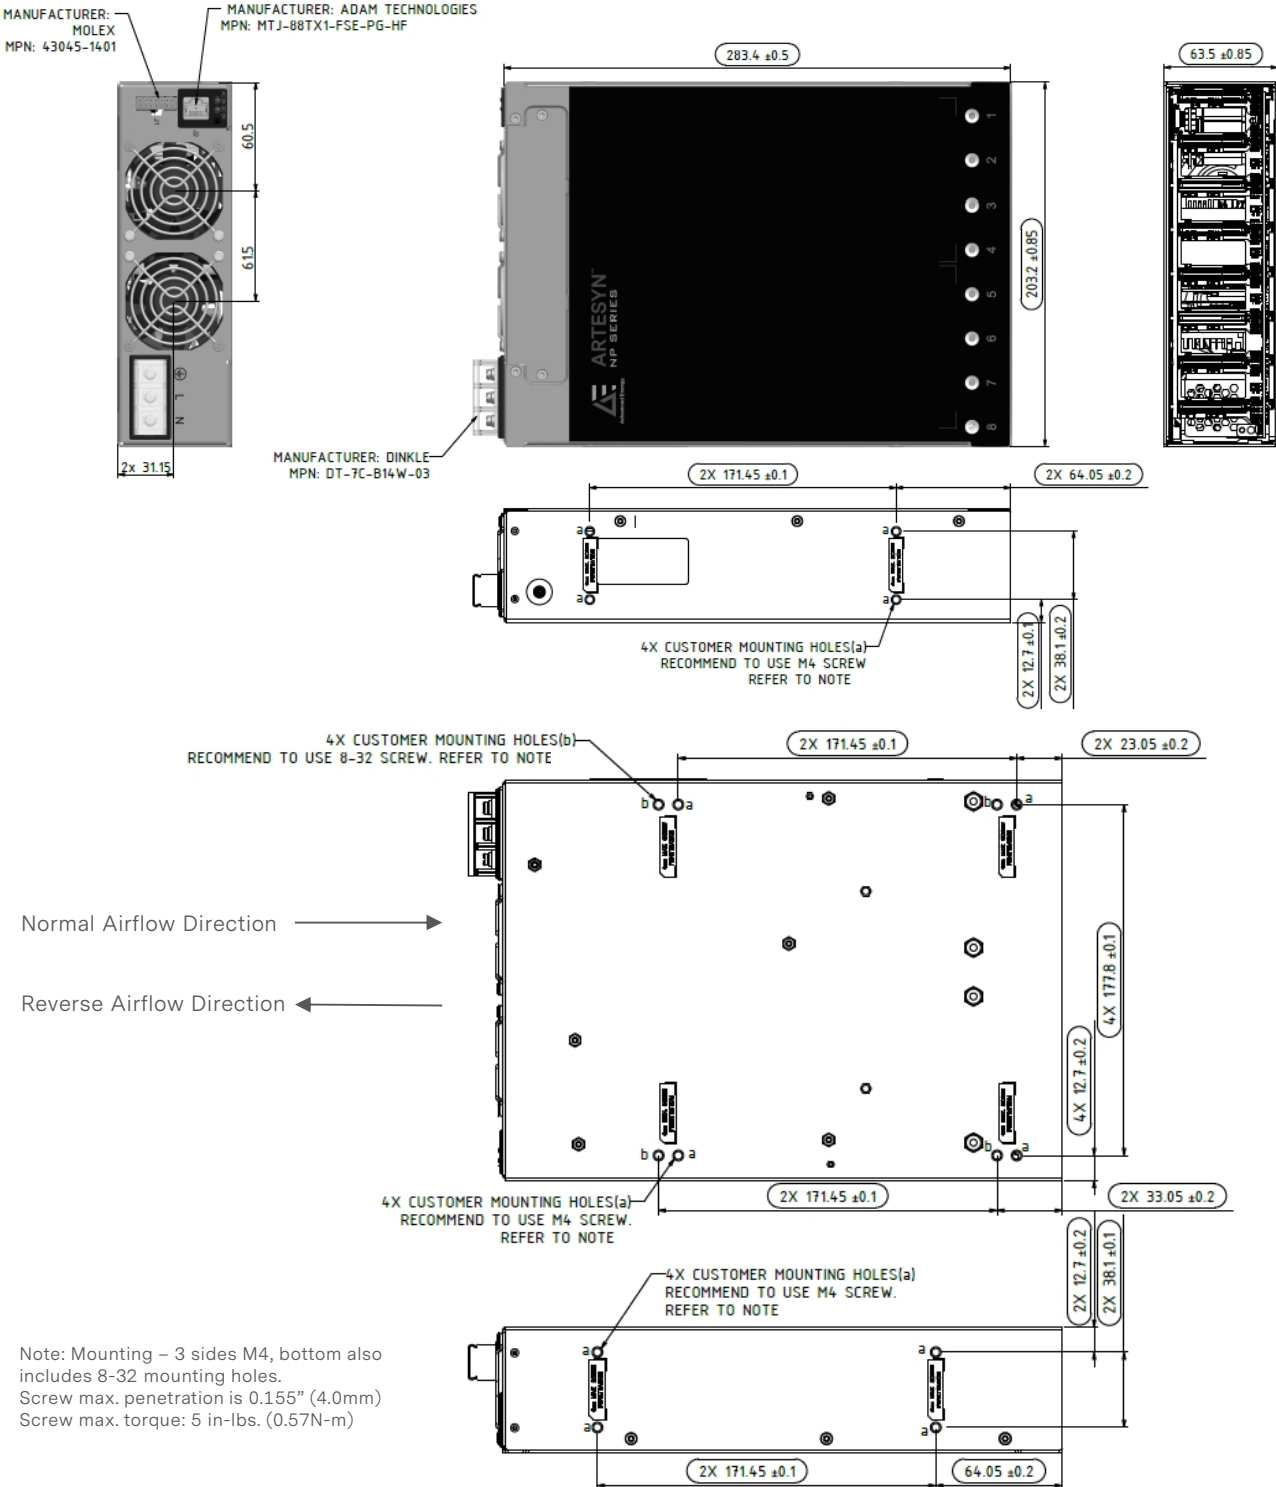 MANUFACTURER:
MOLEX
MPN: 43045-1401
MANUFACTURER: ADAM TECHNOLOGIES
MPN: MTJ-88TX1-FSE-PG-HF
283.4 ±0.5
63.5 ±0.85
60.5
61.5
J1
L
N
2x 31.15
ARTESYN™
NP SERIES
Advanced Energy
1
2
3
4
5
6
7
8
203.2 ±0.85
MANUFACTURER: DINKLE
MPN: DT-7C-B14W-03
2X 171.45 ±0.1
2X 64.05 ±0.2
a
a
a
a
4X CUSTOMER MOUNTING HOLES(a)
RECOMMEND TO USE M4 SCREW
REFER TO NOTE
2X 12.7 ±0.1
2X 38.1 ±0.2
4X CUSTOMER MOUNTING HOLES(b)
RECOMMEND TO USE 8-32 SCREW. REFER TO NOTE
2X 171.45 ±0.1
2X 23.05 ±0.2
b a
b a
Normal Airflow Direction
Reverse Airflow Direction
4X 177.8 ±0.1
4X 12.7 ±0.2
b a
b a
4X CUSTOMER MOUNTING HOLES(a)
RECOMMEND TO USE M4 SCREW.
REFER TO NOTE
2X 171.45 ±0.1
2X 33.05 ±0.2
2X 12.7 ±0.2
2X 38.1 ±0.1
4X CUSTOMER MOUNTING HOLES(a)
RECOMMEND TO USE M4 SCREW.
REFER TO NOTE
a
a
a
a
Note: Mounting – 3 sides M4, bottom also
includes 8-32 mounting holes.
Screw max. penetration is 0.155” (4.0mm)
Screw max. torque: 5 in-lbs. (0.57N-m)
2X 171.45 ±0.1
64.05 ±0.2